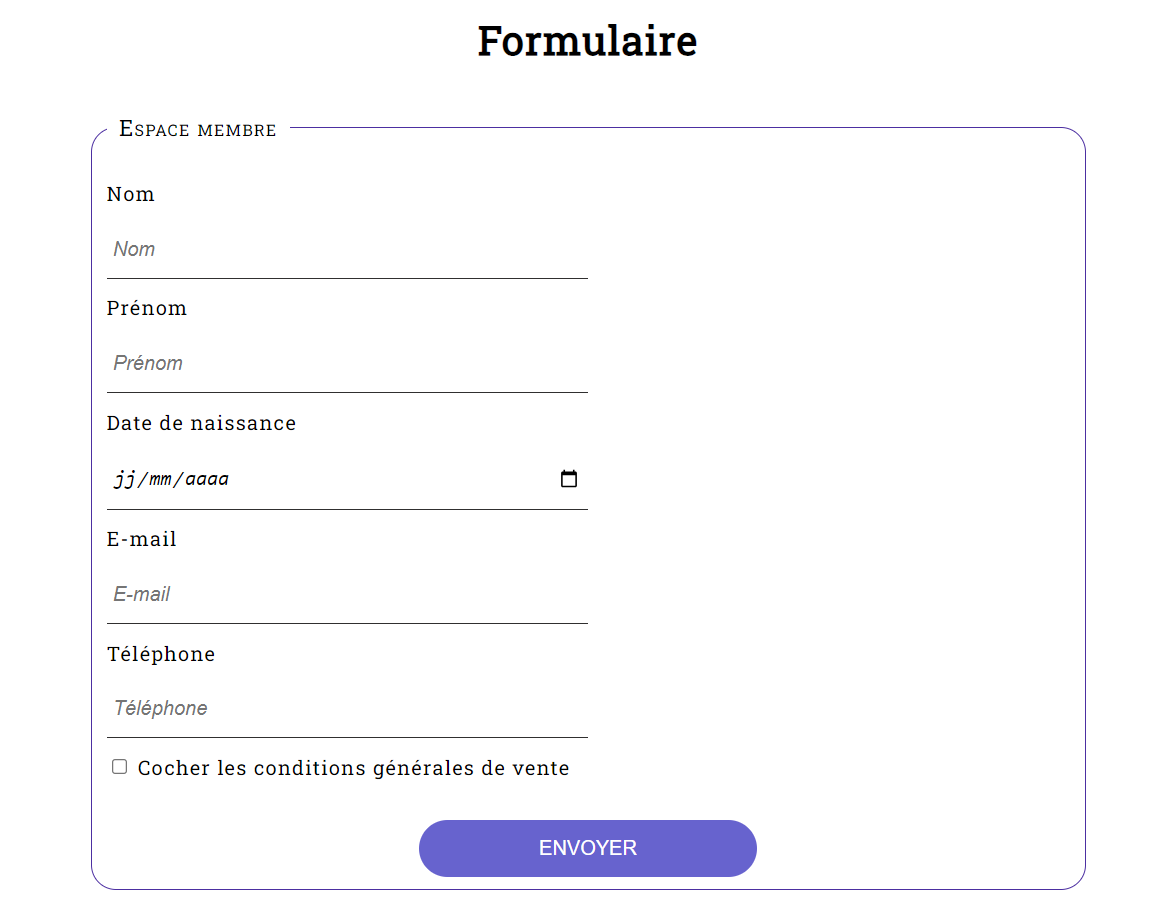 Formulaire
Espace membre
Nom
Nom
Prénom
Prénom
Date de naissance
jj/mm/aaaa
E-mail
E-mail
Téléphone
Téléphone
Cocher les conditions générales de vente
ENVOYER